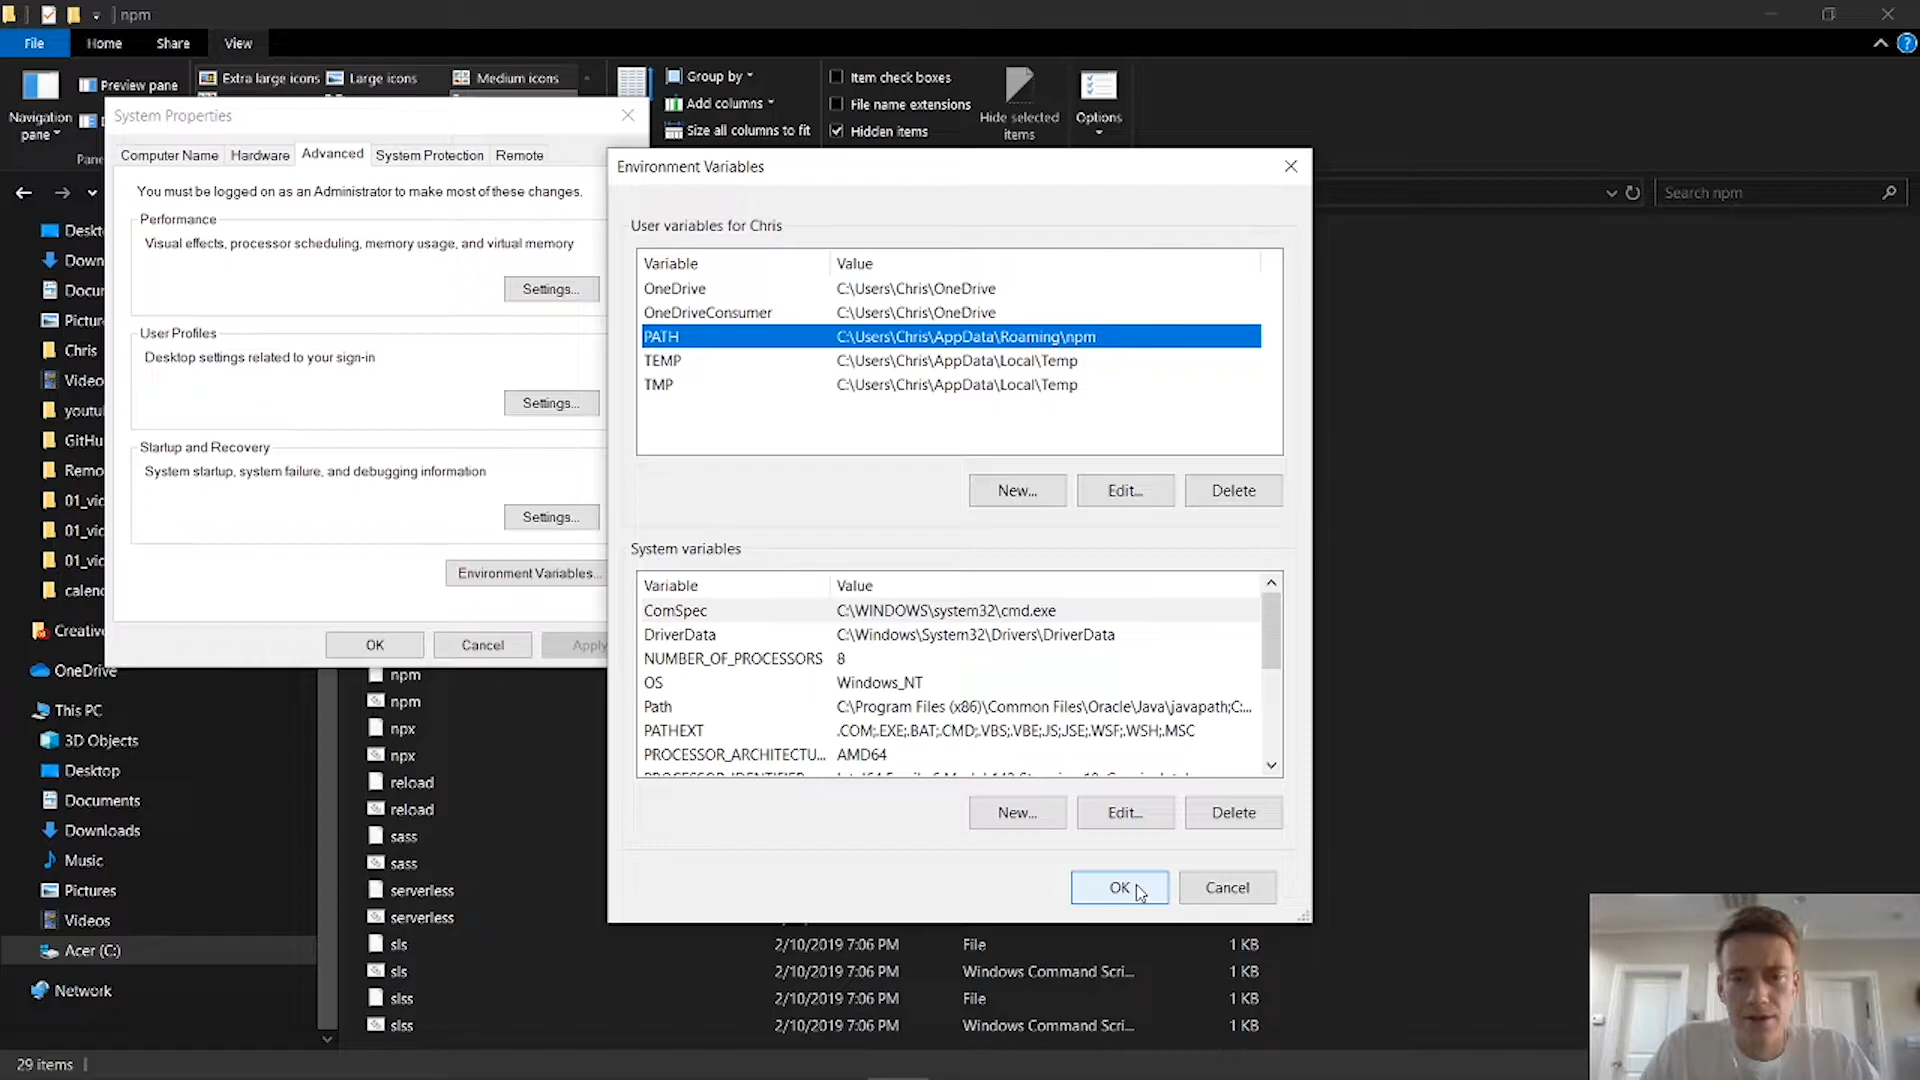 npm
File
Home
Share
View
Navigation
pane
Preview pane
Extra large icons
Large icons
Medium icons
Group by
Add columns
Size all columns to fit
Item check boxes
File name extensions
Hidden items
Hide selected
items
Options
System Properties
Computer Name
Hardware
Advanced
System Protection
Remote
You must be logged on as an Administrator to make most of these changes.
Performance
Visual effects, processor scheduling, memory usage, and virtual memory
Settings...
User Profiles
Desktop settings related to your sign-in
Settings...
Startup and Recovery
System startup, system failure, and debugging information
Settings...
Environment Variables...
OK
Cancel
Apply
Environment Variables
User variables for Chris
Variable Value
OneDrive C:\Users\Chris\OneDrive
OneDriveConsumer C:\Users\Chris\OneDrive
PATH C:\Users\Chris\AppData\Roaming\npm
TEMP C:\Users\Chris\AppData\Local\Temp
TMP C:\Users\Chris\AppData\Local\Temp
New...
Edit...
Delete
System variables
Variable Value
ComSpec C:\WINDOWS\system32\cmd.exe
DriverData C:\Windows\System32\Drivers\DriverData
NUMBER_OF_PROCESSORS 8
OS Windows_NT
Path C:\Program Files (x86)\Common Files\Oracle\Java\javapath;C:...
PATHEXT .COM;.EXE;.BAT;.CMD;.VBS;.VBE;.JS;.JSE;.WSF;.WSH;.MSC
PROCESSOR_ARCHITECTU... AMD64
New...
Edit...
Delete
OK
Cancel
Search npm
Deskt
Down
Docur
Pictur
Chris
Video
youtu
GitHu
Remo
01_vic
01_vic
01_vic
calend
Creative
OneDrive
This PC
3D Objects
Desktop
Documents
Downloads
Music
Pictures
Videos
Acer (C:)
Network
npm
npm
npx
npx
reload
reload
sass
sass
serverless
serverless
sls 2/10/2019 7:06 PM File 1 KB
sls 2/10/2019 7:06 PM Windows Command Scri... 1 KB
slss 2/10/2019 7:06 PM File 1 KB
slss 2/10/2019 7:06 PM Windows Command Scri... 1 KB
29 items